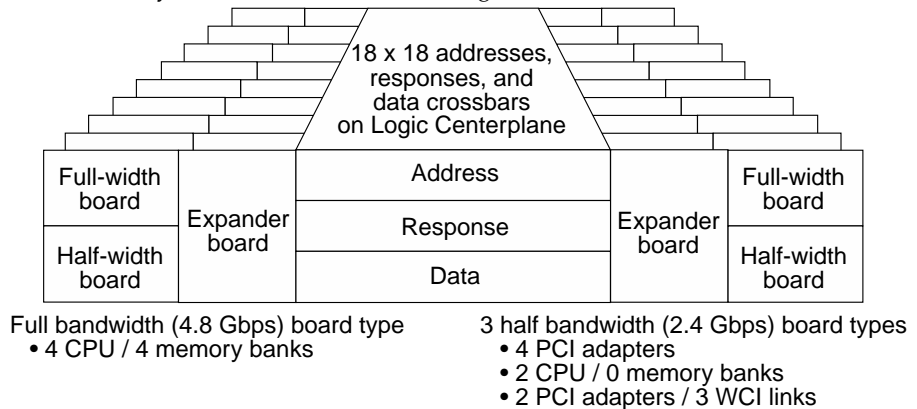 18 x 18 addresses,
responses, and
data crossbars
on Logic Centerplane
Full-width
board
Half-width
board
Expander
board
Address
Response
Data
Expander
board
Full-width
board
Half-width
board
Full bandwidth (4.8 Gbps) board type
• 4 CPU / 4 memory banks
3 half bandwidth (2.4 Gbps) board types
• 4 PCI adapters
• 2 CPU / 0 memory banks
• 2 PCI adapters / 3 WCI links